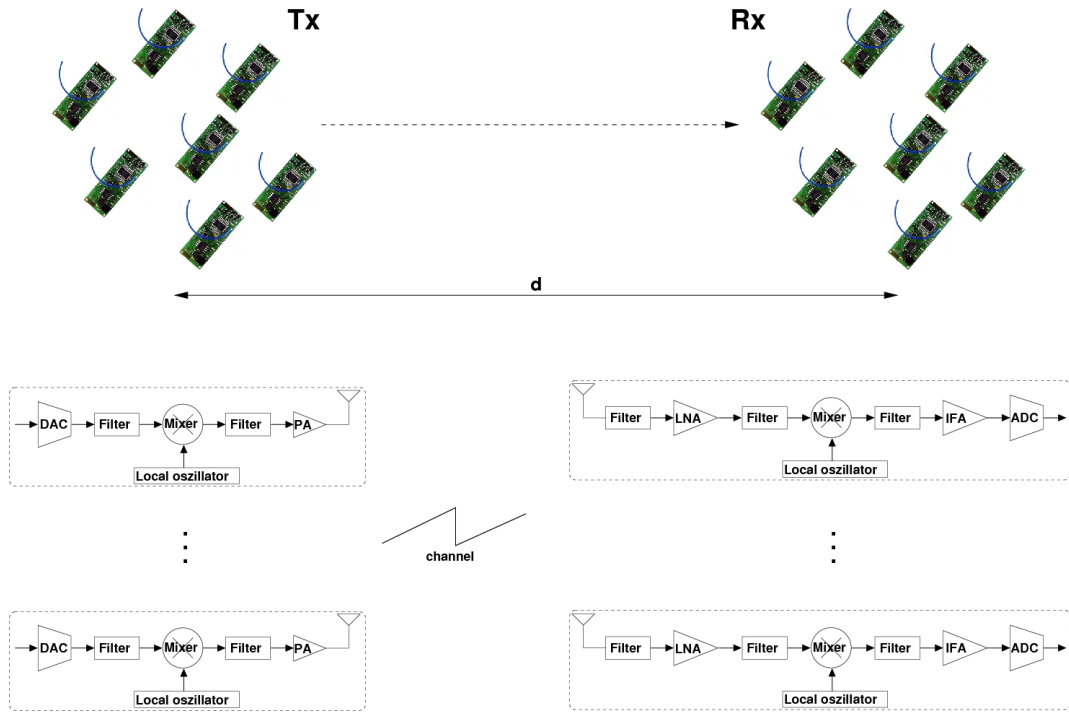 Tx
Rx
d
DAC
Filter
Mixer
Filter
PA
Local oszillator
Filter
LNA
Filter
Mixer
Filter
IFA
ADC
Local oszillator
channel
DAC
Filter
Mixer
Filter
PA
Local oszillator
Filter
LNA
Filter
Mixer
Filter
IFA
ADC
Local oszillator